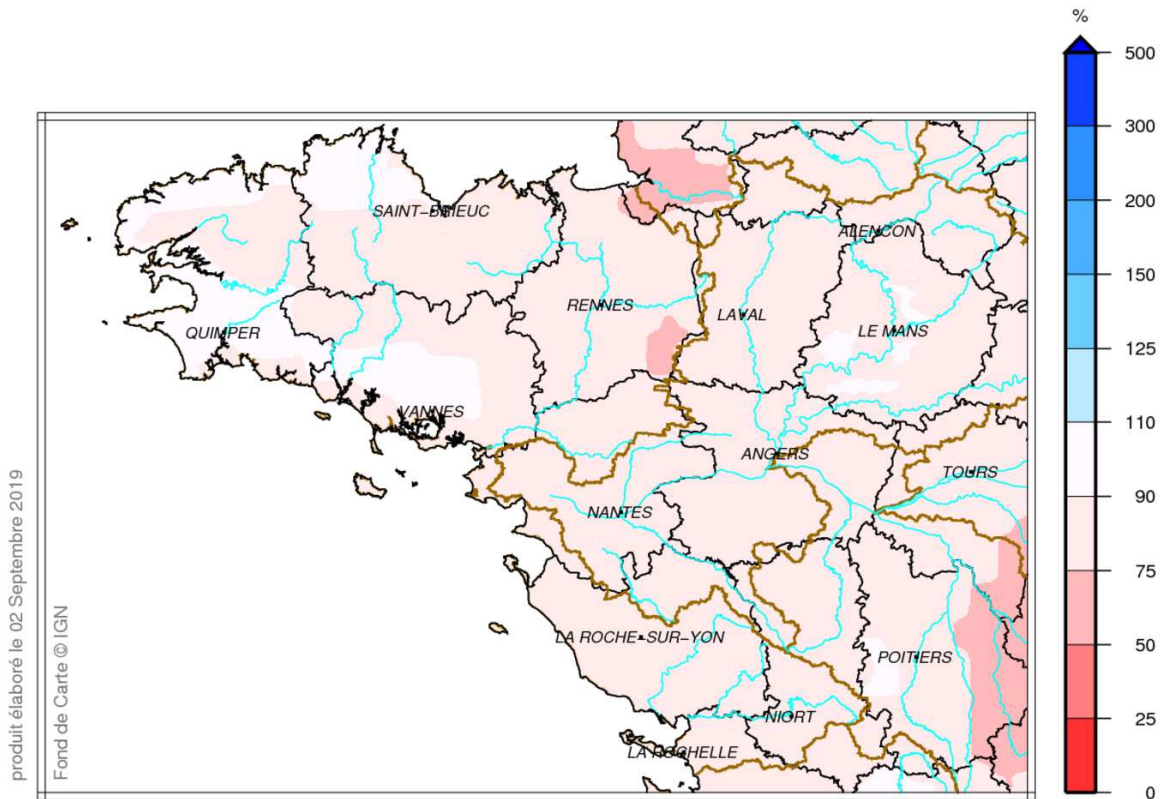 %
500
300
200
150
125
110
90
75
50
25
0
SAINT-BRIEUC
ALENCON
RENNES
LAVAL
QUIMPER
LE MANS
VANNES
ANGERS
TOURS
NANTES
LA ROCHE-SUR-YON
POITIERS
NIORT
LA ROCHELLE
produit élaboré le 02 Septembre 2019
Fond de Carte © IGN